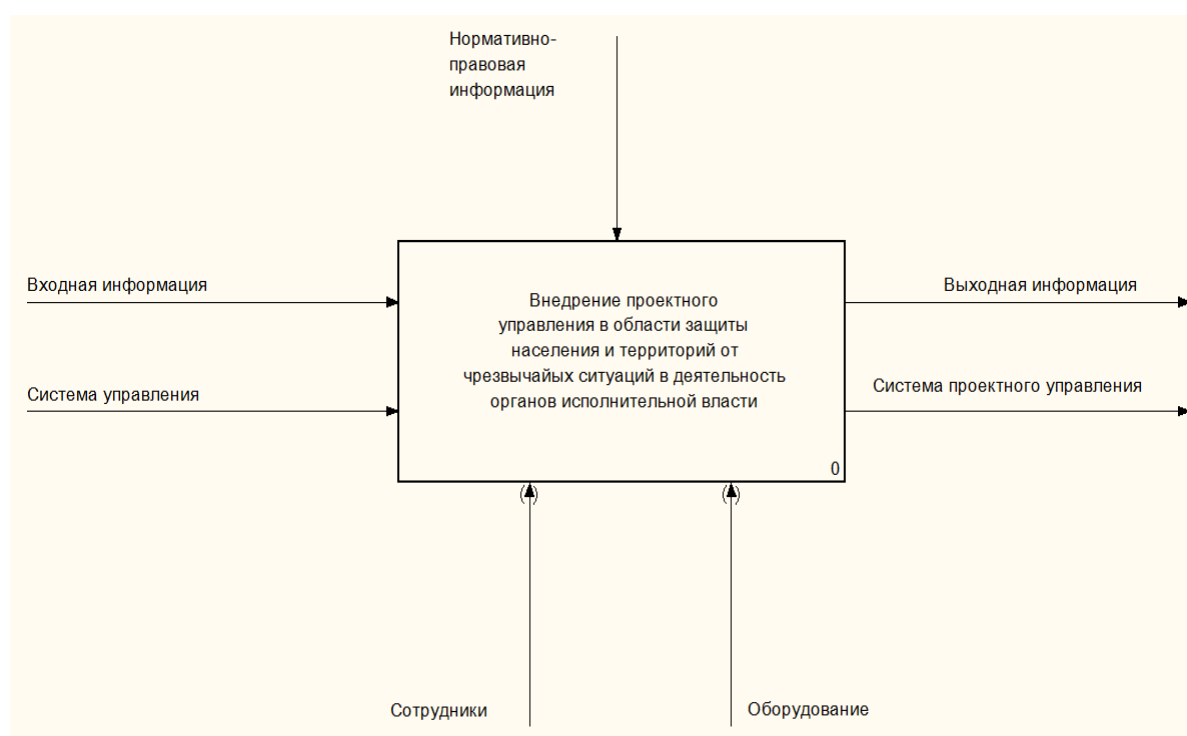 Нормативно-
правовая
информация
Входная информация
Система управления
Внедрение проектного
управления в области защиты
населения и территорий от
чрезвычайых ситуаций в деятельность
органов исполнительной власти
0
Выходная информация
Система проектного управления
Сотрудники
Оборудование